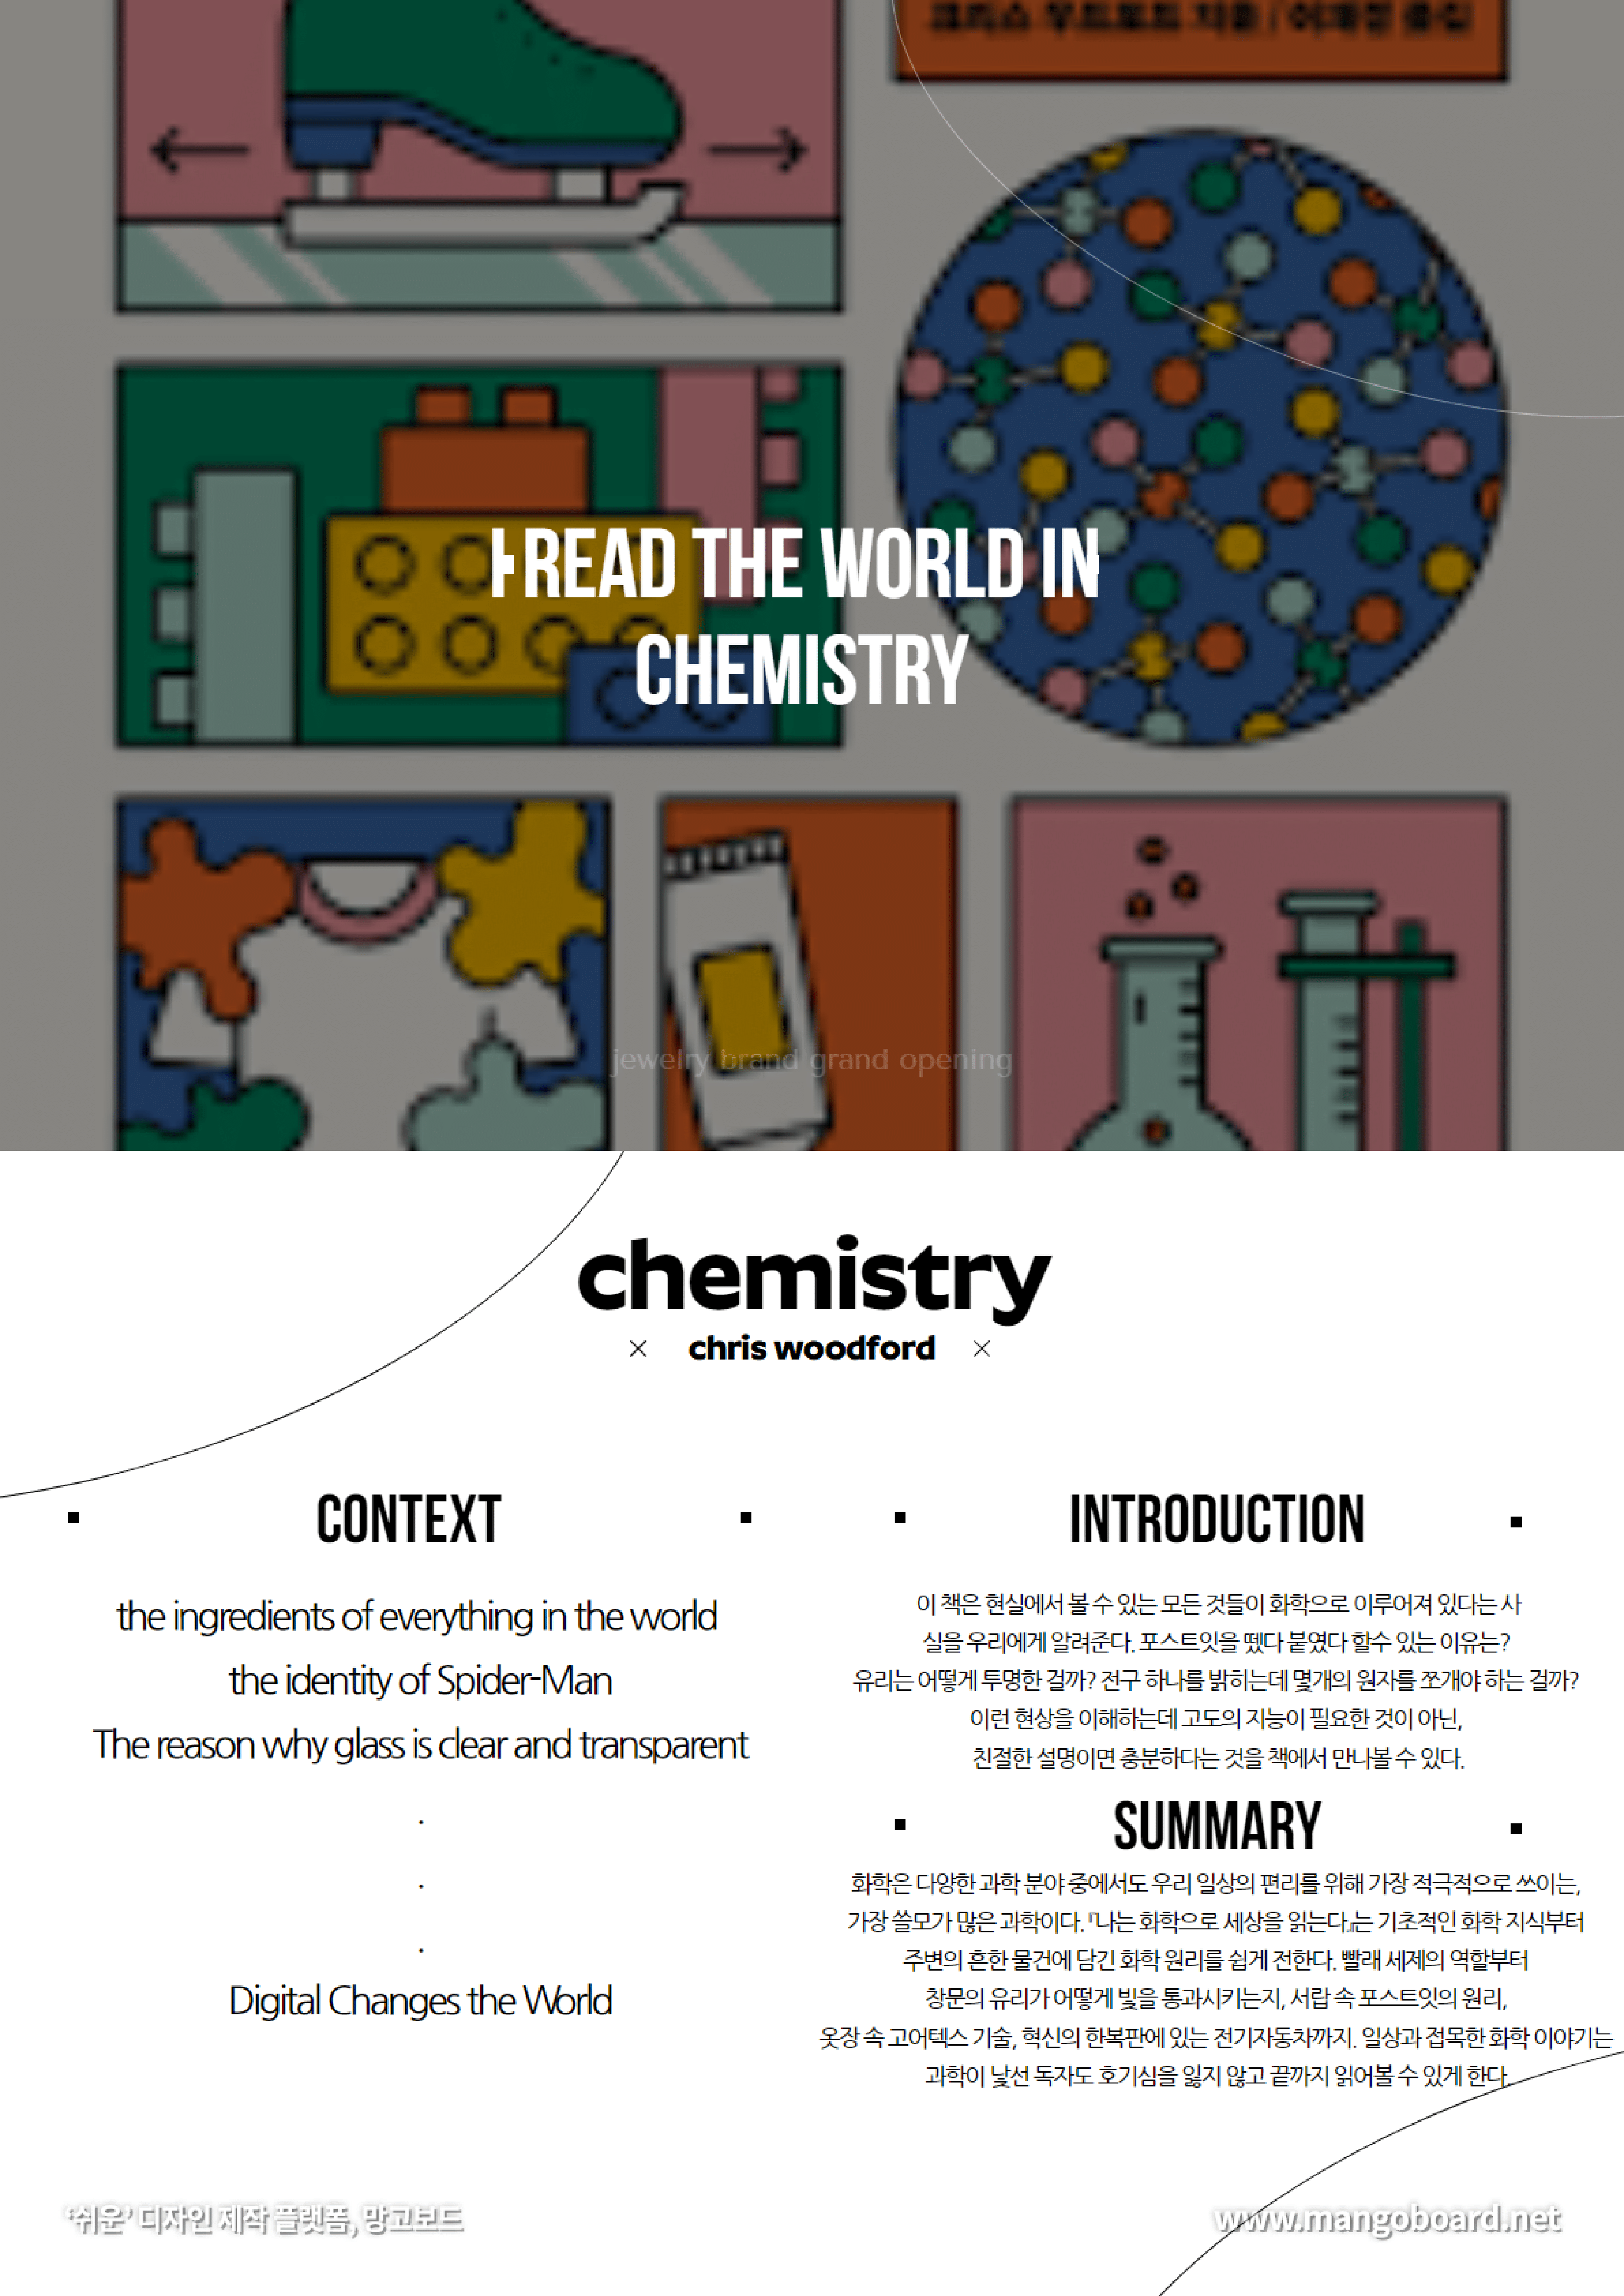 크리스 우드포드 지음 / 이재경 옮김
I READ THE WORLD IN
CHEMISTRY
jewelry brand grand opening
chemistry
× chris woodford ×
CONTEXT
the ingredients of everything in the world
the identity of Spider-Man
The reason why glass is clear and transparent
.
.
.
Digital Changes the World
INTRODUCTION
이 책은 현실에서 볼 수 있는 모든 것들이 화학으로 이루어져 있다는 사
실을 우리에게 알려준다. 포스트잇을 뗐다 붙였다 할수 있는 이유는?
유리는 어떻게 투명한 걸까? 전구 하나를 밝히는데 몇개의 원자를 쪼개야 하는 걸까?
이런 현상을 이해하는데 고도의 지능이 필요한 것이 아닌,
친절한 설명이면 충분하다는 것을 책에서 만나볼 수 있다.
SUMMARY
화학은 다양한 과학 분야 중에서도 우리 일상의 편리를 위해 가장 적극적으로 쓰이는,
가장 쓸모가 많은 과학이다. 『나는 화학으로 세상을 읽는다』는 기초적인 화학 지식부터
주변의 흔한 물건에 담긴 화학 원리를 쉽게 전한다. 빨래 세제의 역할부터
창문의 유리가 어떻게 빛을 통과시키는지, 서랍 속 포스트잇의 원리,
옷장 속 고어텍스 기술, 혁신의 한복판에 있는 전기자동차까지. 일상과 접목한 화학 이야기는
과학이 낯선 독자도 호기심을 잃지 않고 끝까지 읽어볼 수 있게 한다.
‘쉬운’ 디자인 제작 플랫폼, 망고보드
www.mangoboard.net